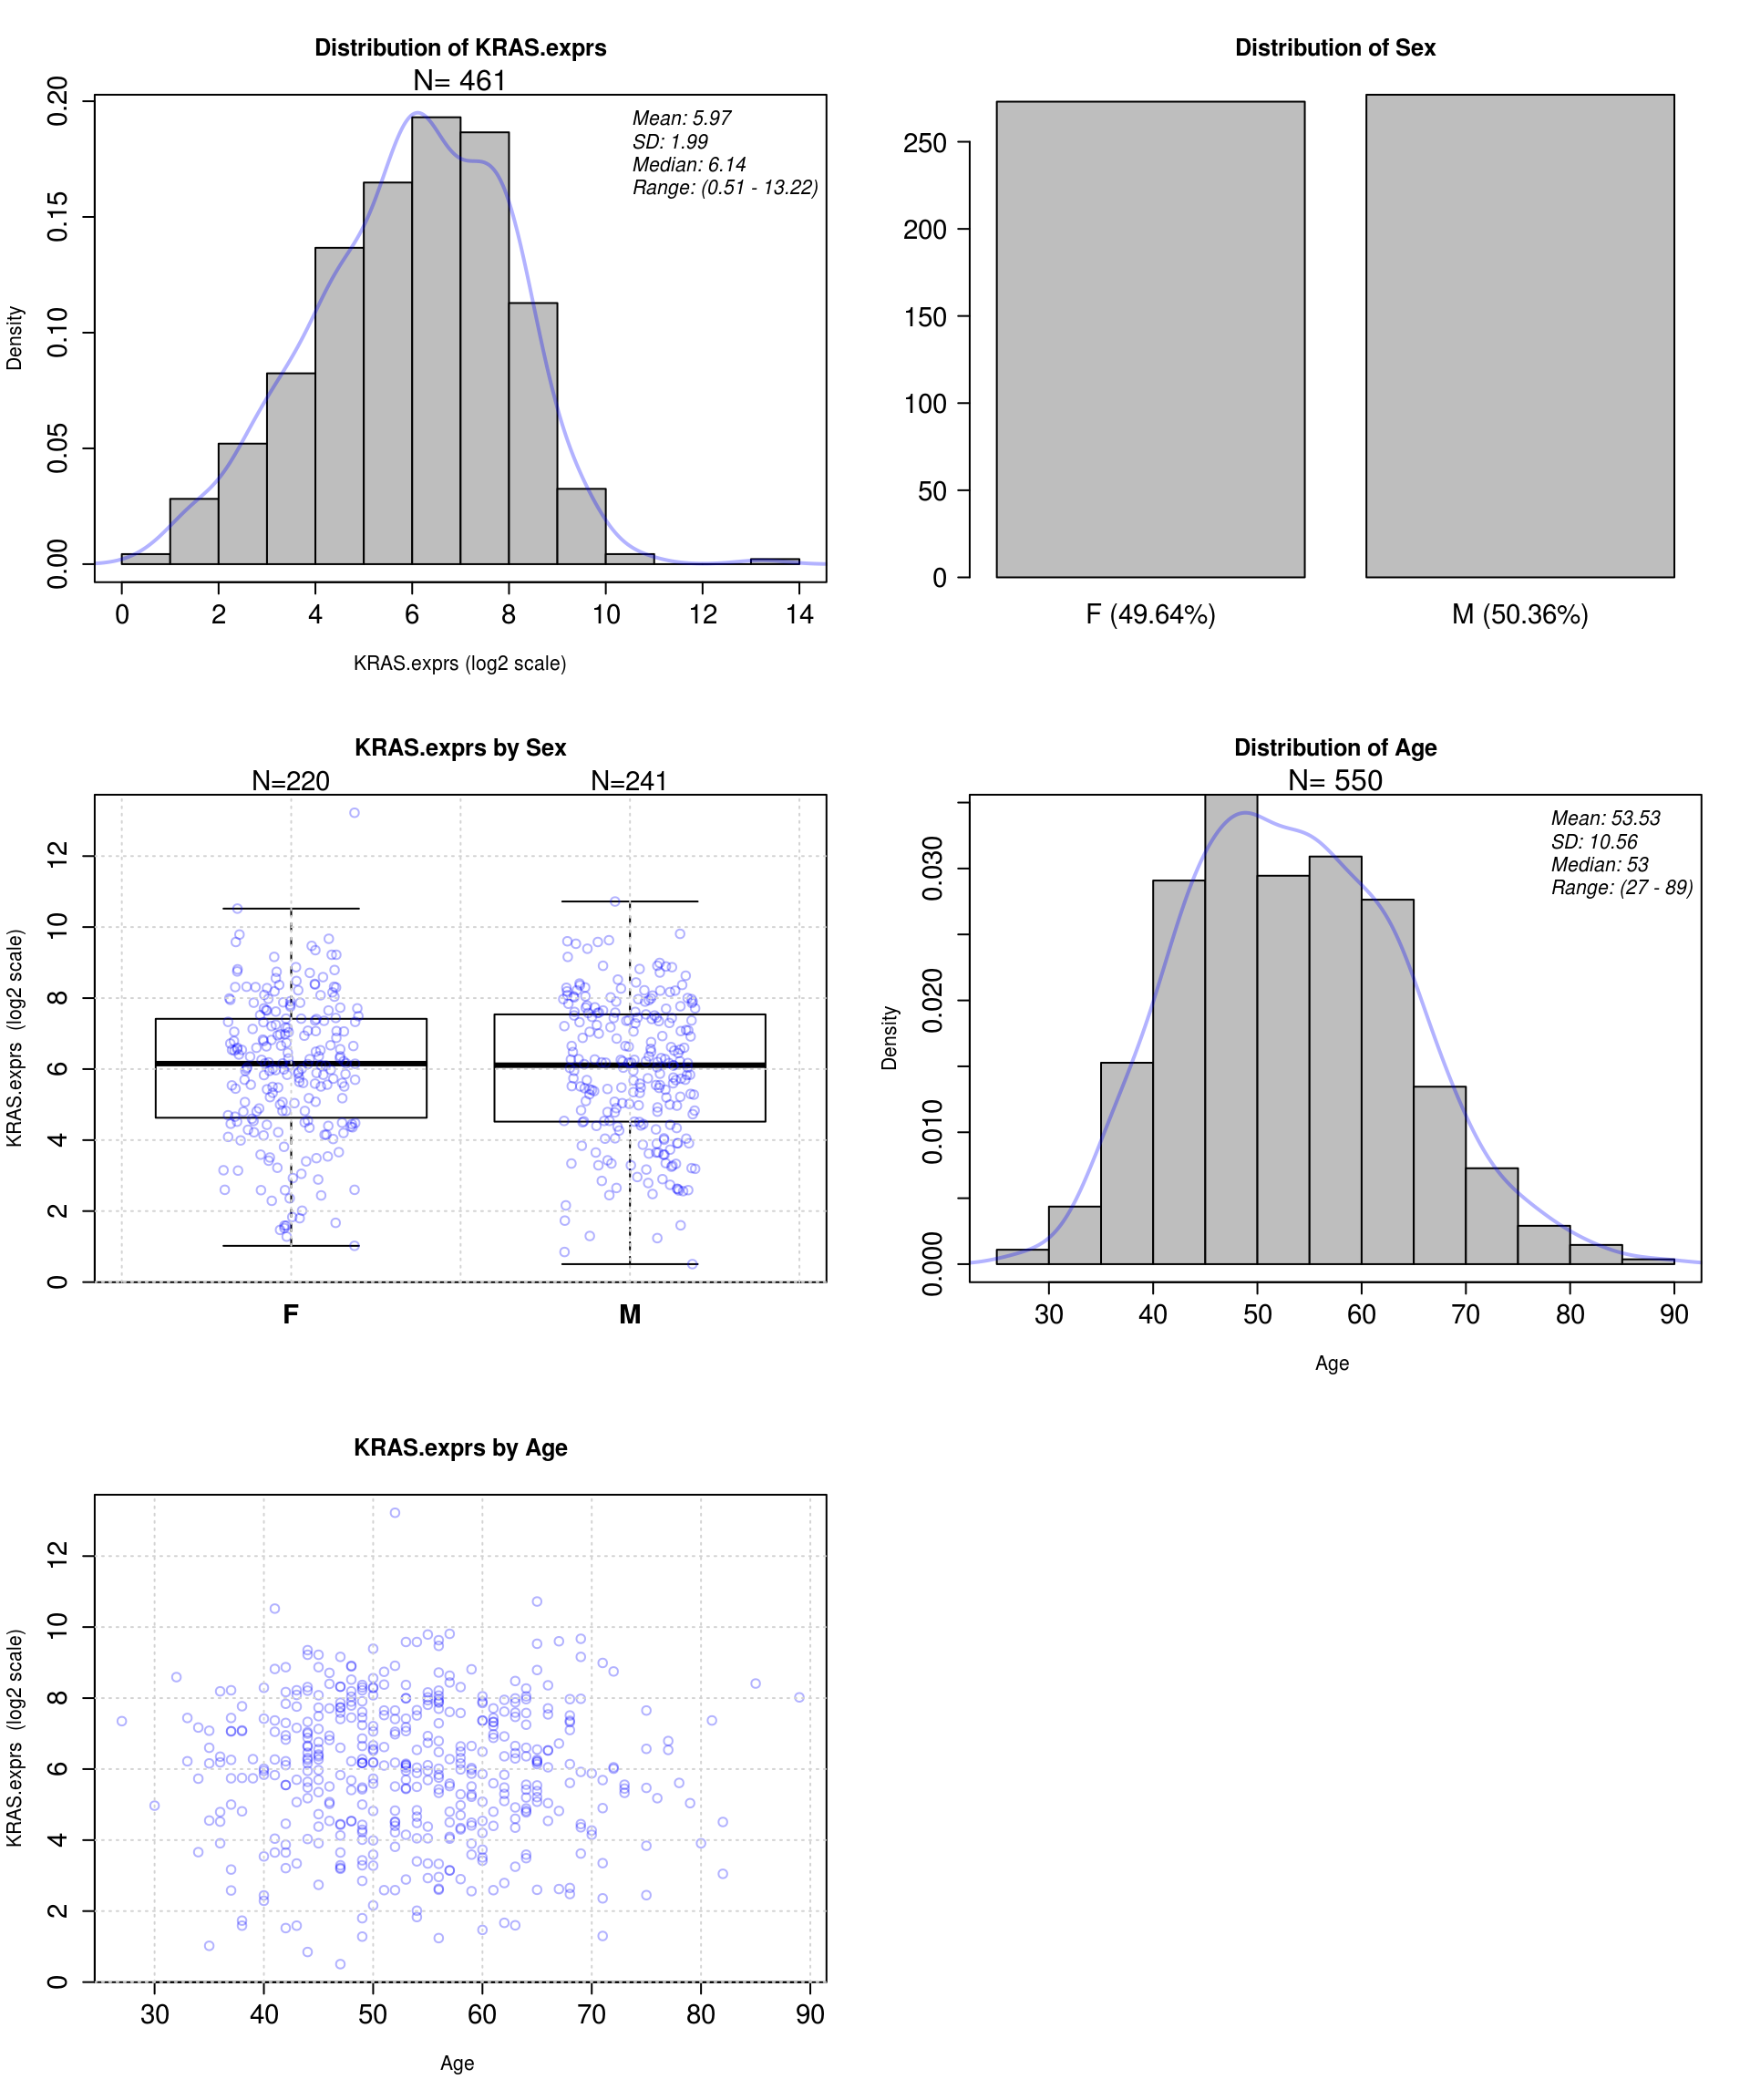 Distribution of KRAS.exprs
N= 461
Mean: 5.97
SD: 1.99
Median: 6.14
Range: (0.51 - 13.22)
Density
0.00 0.05 0.10 0.15 0.20
0 2 4 6 8 10 12 14
KRAS.exprs (log2 scale)
Distribution of Sex
250
200
150
100
50
0
F (49.64%) M (50.36%)
KRAS.exprs by Sex
N=220 N=241
KRAS.exprs (log2 scale)
0 2 4 6 8 10 12
F M
Distribution of Age
N= 550
Mean: 53.53
SD: 10.56
Median: 53
Range: (27 - 89)
Density
0.000 0.010 0.020 0.030
30 40 50 60 70 80 90
Age
KRAS.exprs by Age
KRAS.exprs (log2 scale)
0 2 4 6 8 10 12
30 40 50 60 70 80 90
Age